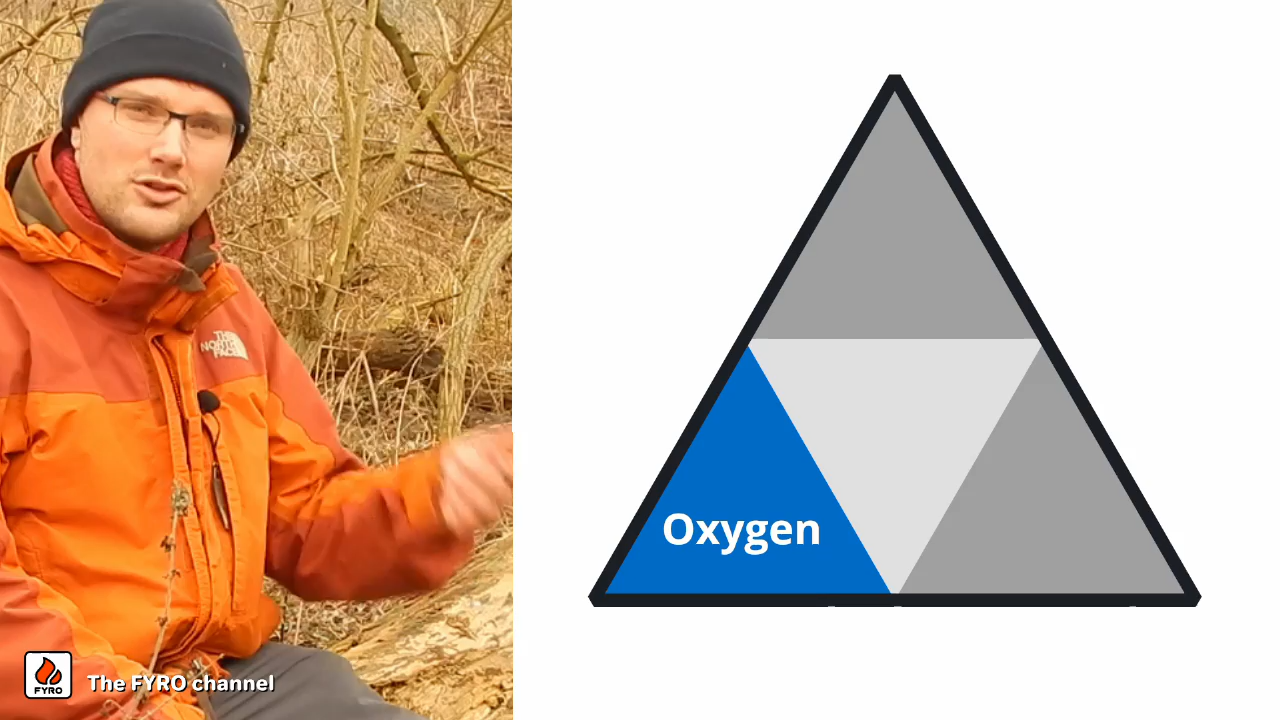 THE
NORTH
FACE
Oxygen
FYRO
The FYRO channel